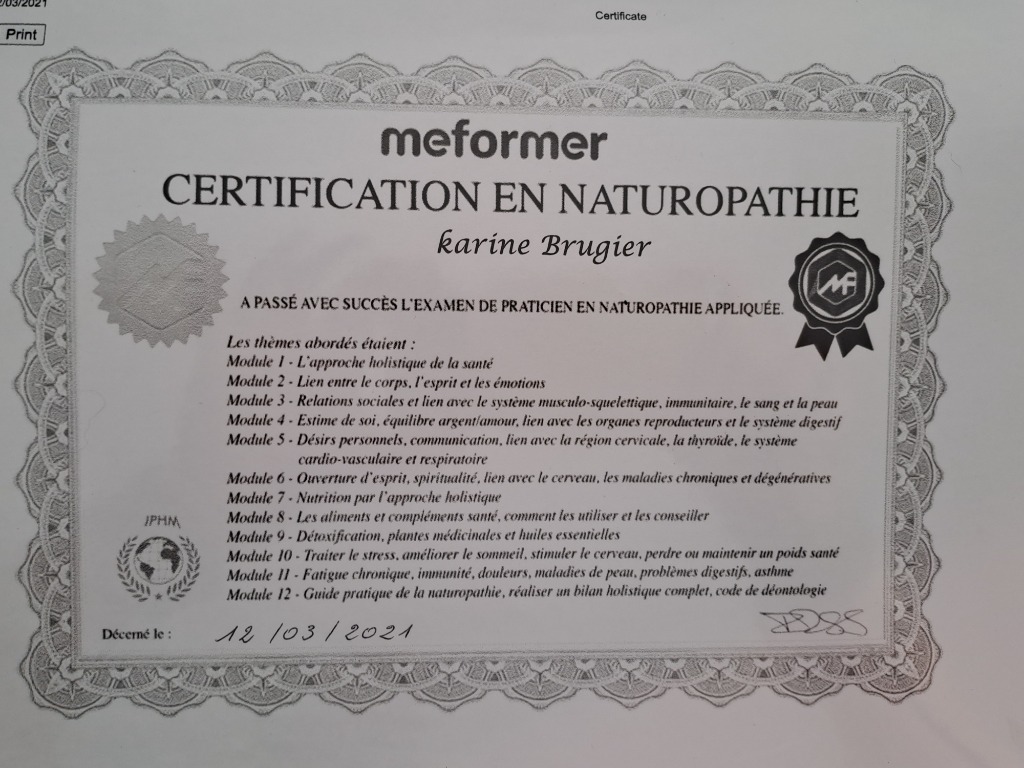 /03/2021
Certificate
Print
meformer
CERTIFICATION EN NATUROPATHIE
karine Brugier
A PASSÉ AVEC SUCCÈS L'EXAMEN DE PRATICIEN EN NATUROPATHIE APPLIQUÉE.
Les thèmes abordés étaient :
Module 1 - L'approche holistique de la santé
Module 2 - Lien entre le corps, l'esprit et les émotions
Module 3 - Relations sociales et lien avec le système musculo-squelettique, immunitaire, le sang et la peau
Module 4 - Estime de soi, équilibre argent/amour, lien avec les organes reproducteurs et le système digestif
Module 5 - Désirs personnels, communication, lien avec la région cervicale, la thyroïde, le système
cardio-vasculaire et respiratoire
Module 6 - Ouverture d'esprit, spiritualité, lien avec le cerveau, les maladies chroniques et dégénératives
Module 7 - Nutrition par l'approche holistique
Module 8 - Les aliments et compléments santé, comment les utiliser et les conseiller
Module 9 - Détoxification, plantes médicinales et huiles essentielles
Module 10 - Traiter le stress, améliorer le sommeil, stimuler le cerveau, perdre ou maintenir un poids santé
Module 11 - Fatigue chronique, immunité, douleurs, maladies de peau, problèmes digestifs, asthme
Module 12 - Guide pratique de la naturopathie, réaliser un bilan holistique complet, code de déontologie
IPHM
Décerné le : 12 /03 / 2021